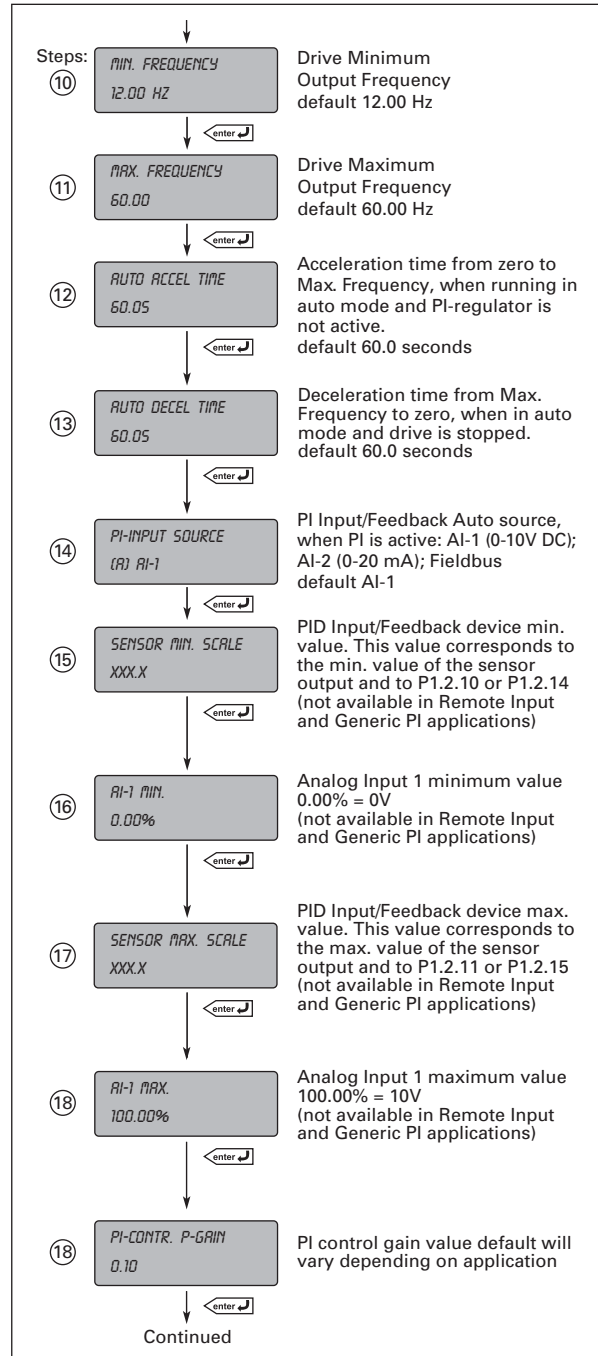 Steps:
10
MIN. FREQUENCY
12.00 HZ
Drive Minimum
Output Frequency
default 12.00 Hz
enter
11
MAX. FREQUENCY
60.00
Drive Maximum
Output Frequency
default 60.00 Hz
enter
12
AUTO ACCEL TIME
60.0S
Acceleration time from zero to
Max. Frequency, when running in
auto mode and PI-regulator is
not active.
default 60.0 seconds
enter
13
AUTO DECEL TIME
60.0S
Deceleration time from Max.
Frequency to zero, when in auto
mode and drive is stopped.
default 60.0 seconds
enter
14
PI-INPUT SOURCE
(A) AI-1
PI Input/Feedback Auto source,
when PI is active: AI-1 (0-10V DC);
AI-2 (0-20 mA); Fieldbus
default AI-1
enter
15
SENSOR MIN. SCALE
XXX.X
PID Input/Feedback device min.
value. This value corresponds to
the min. value of the sensor
output and to P1.2.10 or P1.2.14
(not available in Remote Input
and Generic PI applications)
enter
16
AI-1 MIN.
0.00%
Analog Input 1 minimum value
0.00% = 0V
(not available in Remote Input
and Generic PI applications)
enter
17
SENSOR MAX. SCALE
XXX.X
PID Input/Feedback device max.
value. This value corresponds to
the max. value of the sensor
output and to P1.2.11 or P1.2.15
(not available in Remote Input
and Generic PI applications)
enter
18
AI-1 MAX.
100.00%
Analog Input 1 maximum value
100.00% = 10V
(not available in Remote Input
and Generic PI applications)
enter
18
PI-CONTR. P-GAIN
0.10
PI control gain value default will
vary depending on application
enter
Continued